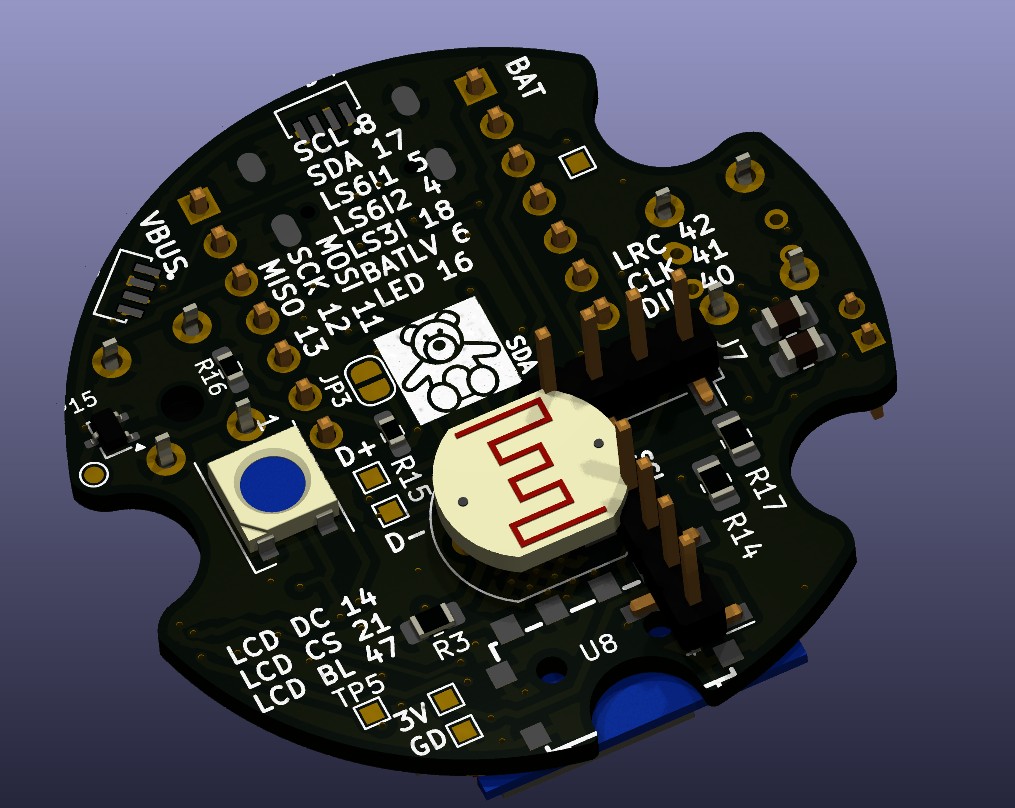 BAT
SCL 8
SDA 17
LS6I1 5
LS6I2 4
LS3I 18
BATLV 6
LED 16
MOSI 11
SCK 12
MISO 13
VBUS
LRC 42
CLK 41
DIN 40
J7
SDA
R16
JP3
1
D+
D-
R15
R17
R14
LCD DC 14
LCD CS 21
LCD BL 47
TP5
3V
GD
R3
U8